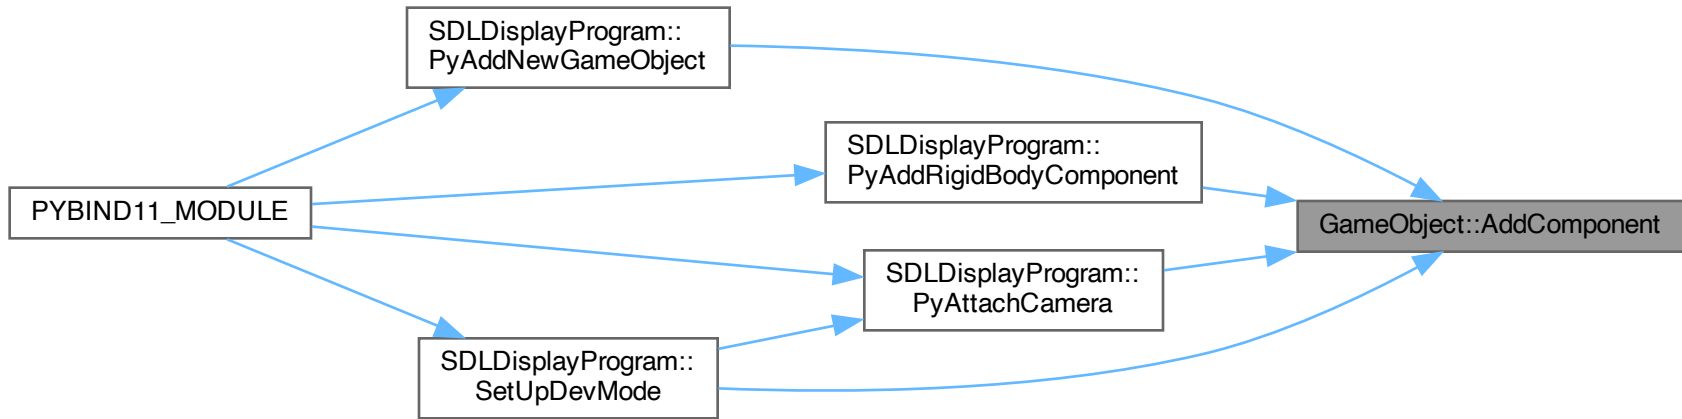 SDLDisplayProgram::
PyAddNewGameObject
SDLDisplayProgram::
PyAddRigidBodyComponent
PYBIND11_MODULE
GameObject::AddComponent
SDLDisplayProgram::
PyAttachCamera
SDLDisplayProgram::
SetUpDevMode